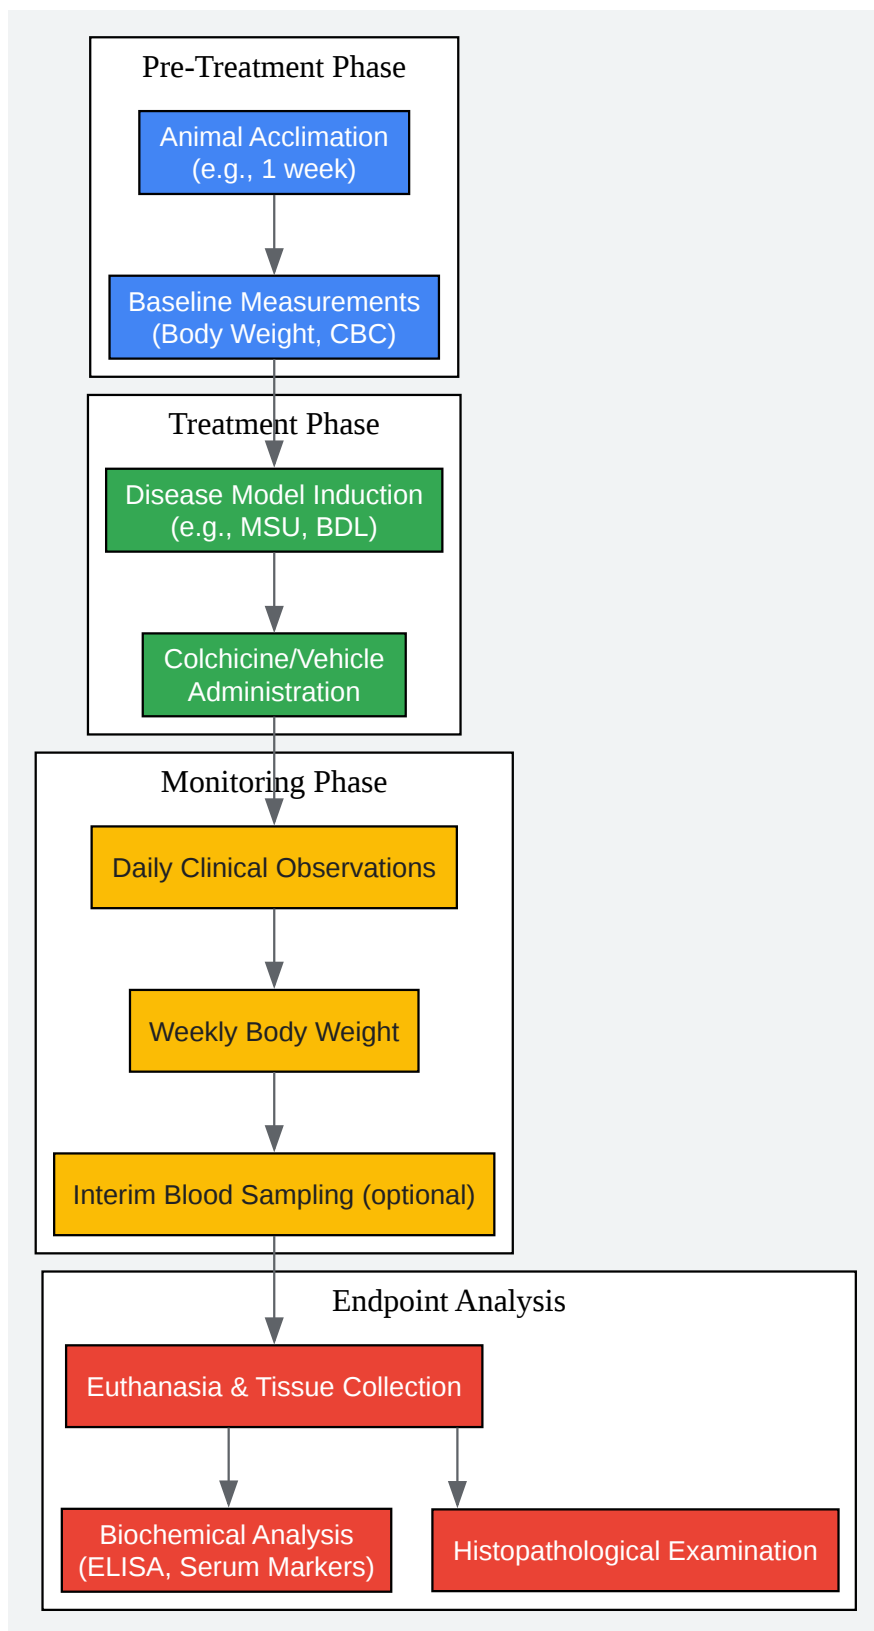 Pre-Treatment Phase
Animal Acclimation
(e.g., 1 week)
Baseline Measurements
(Body Weight, CBC)
Treatment Phase
Disease Model Induction
(e.g., MSU, BDL)
Colchicine/Vehicle
Administration
Monitoring Phase
Daily Clinical Observations
Weekly Body Weight
Interim Blood Sampling (optional)
Endpoint Analysis
Euthanasia & Tissue Collection
Biochemical Analysis
(ELISA, Serum Markers)
Histopathological Examination